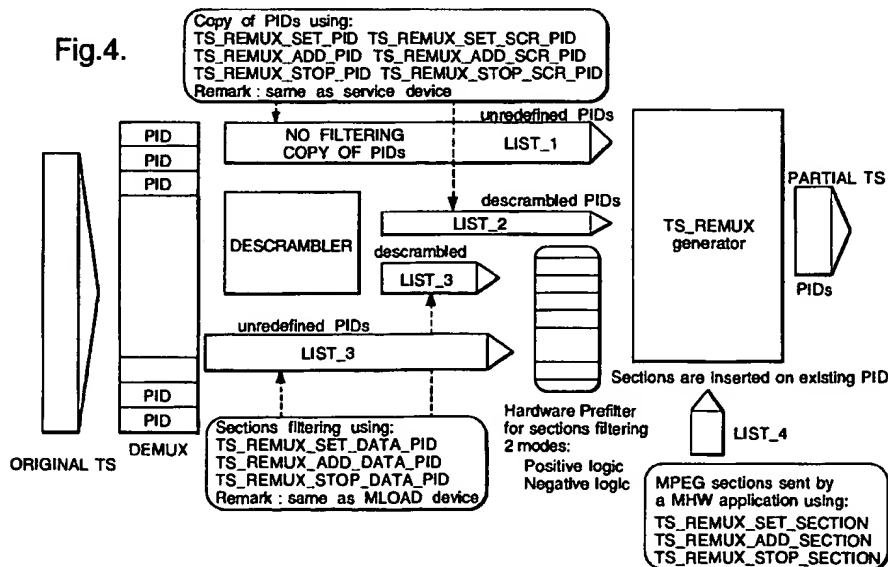 Fig.4.
Copy of PIDs using:
TS_REMUX_SET_PID TS_REMUX_SET_SCR_PID
TS_REMUX_ADD_PID TS_REMUX_ADD_SCR_PID
TS_REMUX_STOP_PID TS_REMUX_STOP_SCR_PID
Remark : same as service device
unredefined PIDs
PID
PID
PID
NO FILTERING
COPY OF PIDs
LIST_1
descrambled PIDs
LIST_2
DESCRAMBLER
descrambled
LIST_3
unredefined PIDs
LIST_3
TS_REMUX
generator
PARTIAL TS
PIDs
PID
PID
DEMUX
ORIGINAL TS
Sections filtering using:
TS_REMUX_SET_DATA_PID
TS_REMUX_ADD_DATA_PID
TS_REMUX_STOP_DATA_PID
Remark : same as MLOAD device
Hardware Prefilter
for sections filtering
2 modes:
Positive logic
Negative logic
Sections are inserted on existing PID
LIST_4
MPEG sections sent by
a MHW application using:
TS_REMUX_SET_SECTION
TS_REMUX_ADD_SECTION
TS_REMUX_STOP_SECTION